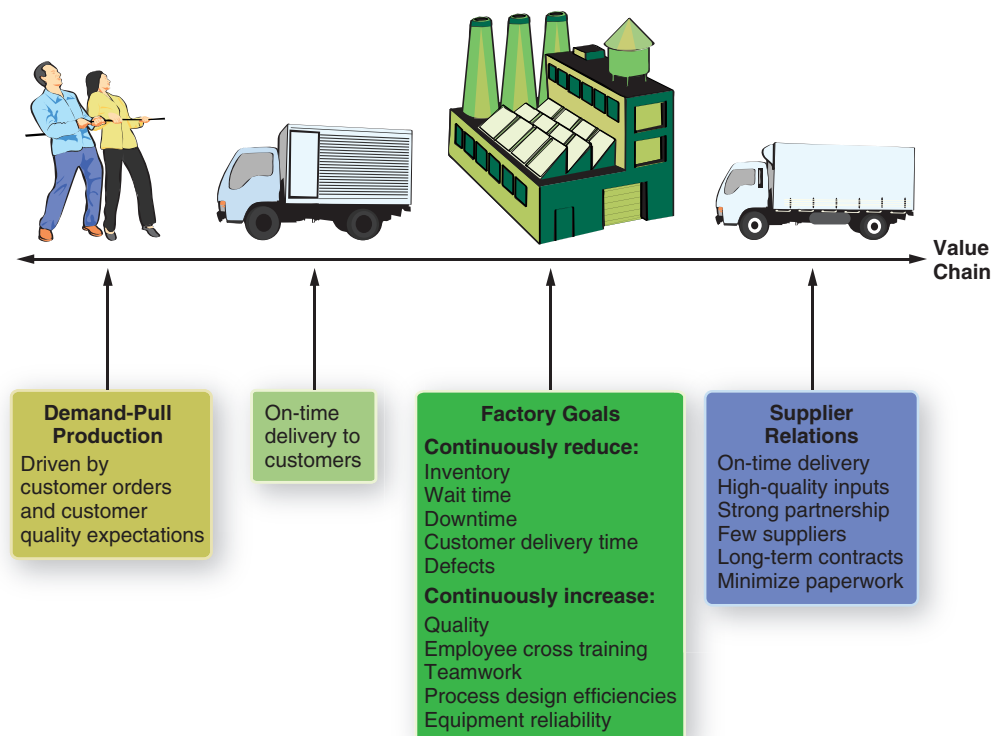 Value
Chain
Demand-Pull
Production
Driven by
customer orders
and customer
quality expectations
On-time
delivery to
customers
Factory Goals
Continuously reduce:
Inventory
Wait time
Downtime
Customer delivery time
Defects
Continuously increase:
Quality
Employee cross training
Teamwork
Process design efficiencies
Equipment reliability
Supplier
Relations
On-time delivery
High-quality inputs
Strong partnership
Few suppliers
Long-term contracts
Minimize paperwork